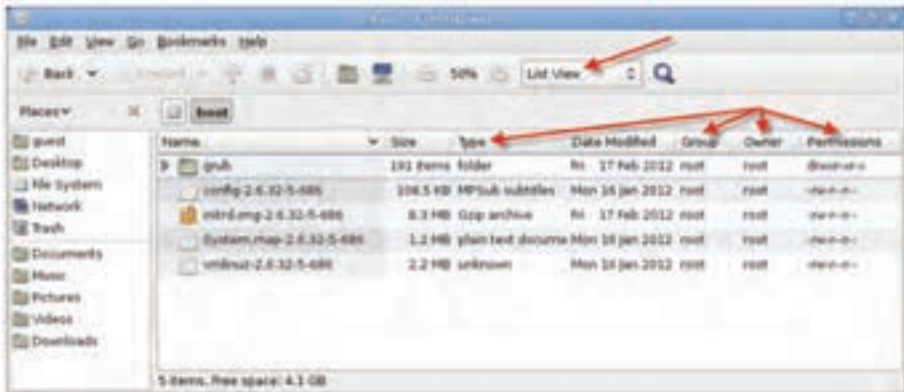 File Edit View Go Bookmarks Help
Back 50% List View
Places boot
guest
Desktop
File System
Network
Trash
Documents
Music
Pictures
Videos
Downloads
Name Size Type Date Modified Group Owner Permissions
grub 191 items folder Fri 17 Feb 2012 root root
config-2.6.32-5-686 106.5 KB MPSub subtitles Mon 16 Jan 2012 root root
initrd.img-2.6.32-5-686 8.3 MB Gzip archive Fri 17 Feb 2012 root root
System.map-2.6.32-5-686 1.2 MB plain text docume Mon 16 Jan 2012 root root
vmlinuz-2.6.32-5-686 2.2 MB unknown Mon 16 Jan 2012 root root
5 items, Free space: 4.1 GB